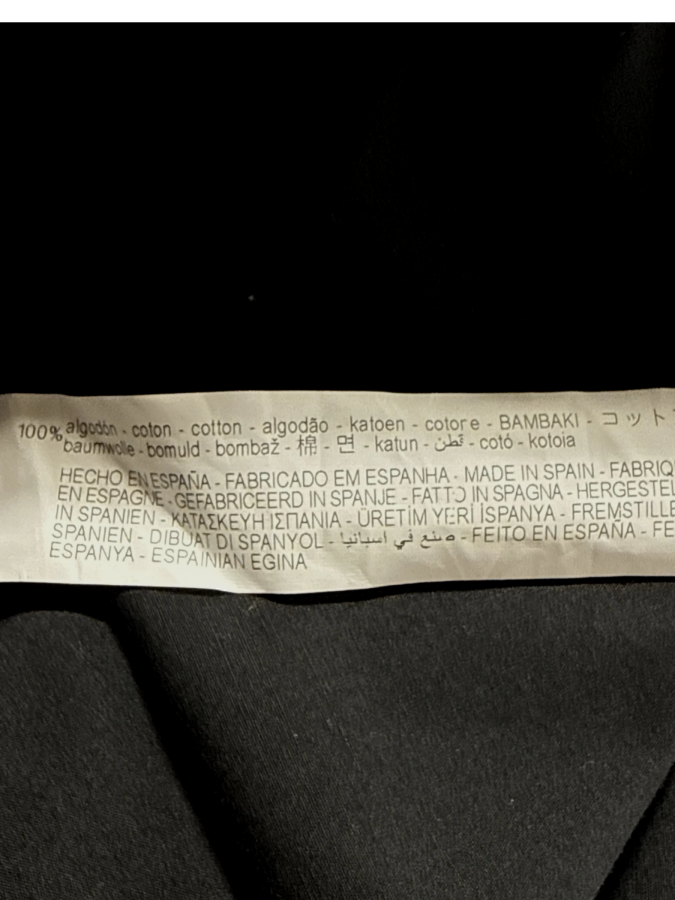 100% algodón - coton - cotton - algodão - katoen - cotore - BAMBAKI - コット
baumwolle - bomuld - bombaž - 棉 - 면 - katun - قطن - cotó - kotoia
HECHO EN ESPAÑA - FABRICADO EM ESPANHA - MADE IN SPAIN - FABRIQ
EN ESPAGNE - GEFABRICEERD IN SPANJE - FATTO IN SPAGNA - HERGESTEL
IN SPANIEN - ΚΑΤΑΣΚΕΥΗ ΙΣΠΑΝΙΑ - ÜRETİM YERİ İSPANYA - FREMSTILLE
SPANIEN - DIBUAT DI SPANYOL - صنع في اسبانيا - FEITO EN ESPAÑA - FE
ESPANYA - ESPAINIAN EGINA